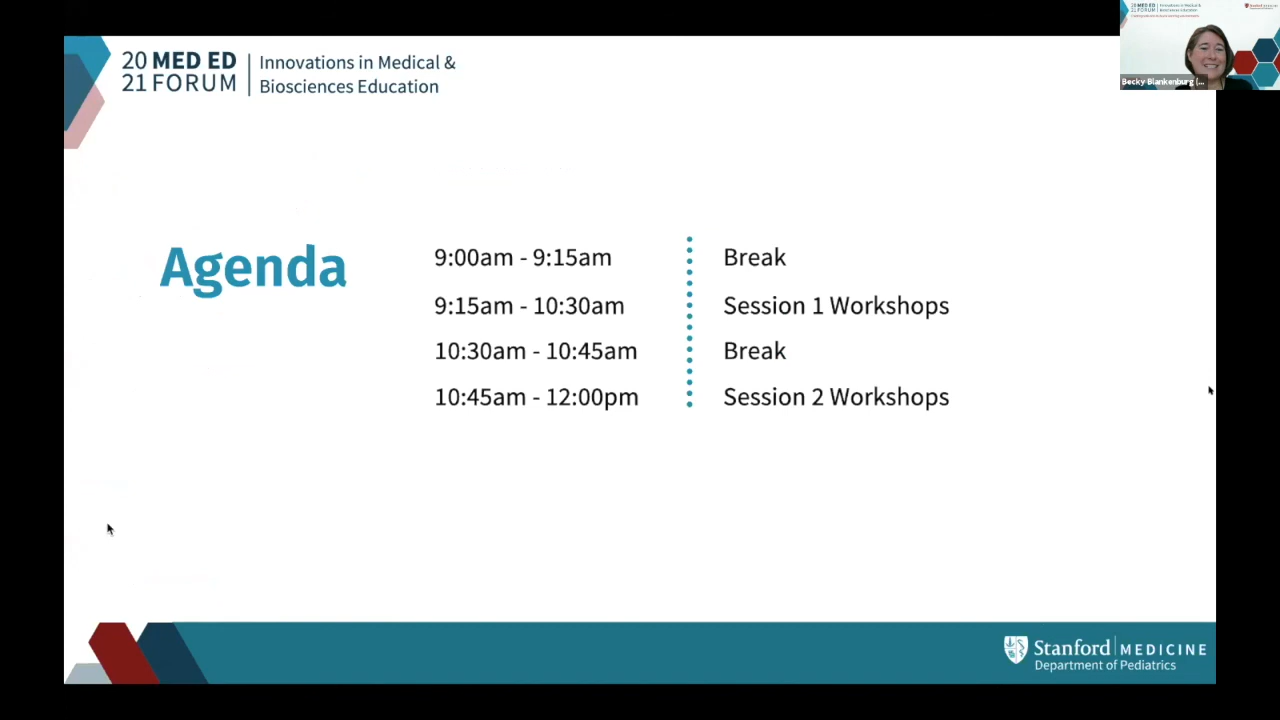 20 MED ED
21 FORUM
Innovations in Medical &
Biosciences Education
Becky Blankenburg (...
Agenda
9:00am - 9:15am Break
9:15am - 10:30am Session 1 Workshops
10:30am - 10:45am Break
10:45am - 12:00pm Session 2 Workshops
Stanford MEDICINE
Department of Pediatrics